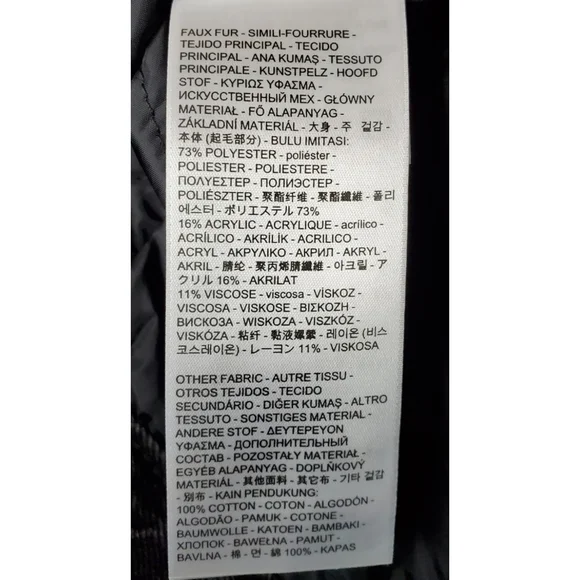 FAUX FUR - SIMILI-FOURRURE -
TEJIDO PRINCIPAL - TECIDO
PRINCIPAL - ANA KUMAŞ - TESSUTO
PRINCIPALE - KUNSTPELZ - HOOFD
STOF - ΚΥΡΙΩΣ ΥΦΑΣΜΑ -
ИСКУССТВЕННЫЙ МЕХ - GŁÓWNY
MATERIAŁ - FŐ ALAPANYAG -
ZÁKLADNÍ MATERIÁL - 大身 - 주 겉감 -
本体 (起毛部分) - BULU IMITASI:
73% POLYESTER - poliéster -
POLIESTER - POLIESTERE -
ΠΟΛΥΕΣΤΕΡ - ПОЛИЭСТЕР -
POLIÉSZTER - 聚酯纤维 - 聚酯纖維 - 폴리
에스터 - ポリエステル 73%
16% ACRYLIC - ACRYLIQUE - acrílico -
ACRÍLICO - AKRİLİK - ACRILICO -
ACRYL - ΑΚΡΥΛΙΚΟ - АКРИЛ - AKRYL -
AKRIL - 腈纶 - 聚丙烯腈纖維 - 아크릴 - ア
クリル 16% - AKRILAT
11% VISCOSE - viscosa - VİSKOZ -
VISCOSA - VISKOSE - ΒΙΣΚΟΖΗ -
ВИСКОЗА - WISKOZA - VISZKÓZ -
VISKÓZA - 粘纤 - 黏液嫘縈 - 레이온 (비스
코스레이온) - レーヨン 11% - VISKOSA
OTHER FABRIC - AUTRE TISSU -
OTROS TEJIDOS - TECIDO
SECUNDÁRIO - DIĞER KUMAŞ - ALTRO
TESSUTO - SONSTIGES MATERIAL -
ANDERE STOF - ΔΕΥΤΕΡΕΥΟΝ
ΥΦΑΣΜΑ - ДОПОЛНИТЕЛЬНЫЙ
СОСТАВ - POZOSTAŁY MATERIAŁ -
EGYÉB ALAPANYAG - DOPLŇKOVÝ
MATERIÁL - 其他面料 - 其它布 - 기타 겉감
- 別布 - KAIN PENDUKUNG:
100% COTTON - COTON - ALGODÓN -
ALGODÃO - PAMUK - COTONE -
BAUMWOLLE - KATOEN - ΒΑΜΒΑΚΙ -
ХЛОПОК - BAWEŁNA - PAMUT -
BAVLNA - 棉 - 면 - 綿 100% - KAPAS